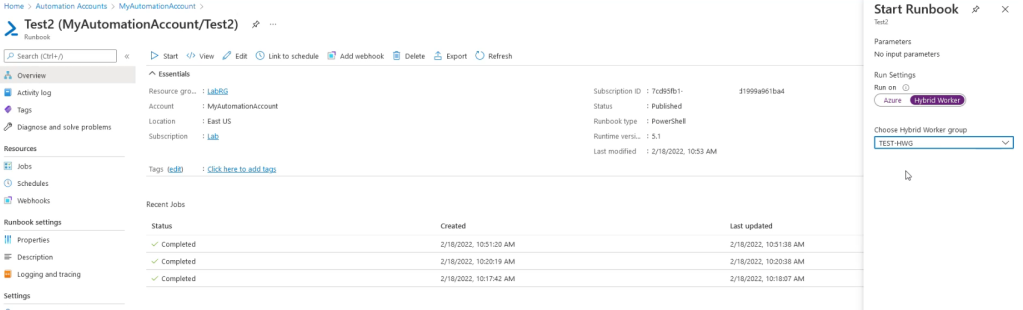 Home > Automation Accounts > MyAutomationAccount >
Test2 (MyAutomationAccount/Test2)
Runbook
Search (Ctrl+/)
Overview
Activity log
Tags
Diagnose and solve problems
Resources
Jobs
Schedules
Webhooks
Runbook settings
Properties
Description
Logging and tracing
Settings
Start
View
Edit
Link to schedule
Add webhook
Delete
Export
Refresh
Essentials
Resource gro... : LabRG
Account : MyAutomationAccount
Location : East US
Subscription : Lab
Subscription ID : 7cd95fb1- d1999a961ba4
Status : Published
Runbook type : PowerShell
Runtime versi... : 5.1
Last modified : 2/18/2022, 10:53 AM
Tags (edit) : Click here to add tags
Recent Jobs
Status Created Last updated
Completed 2/18/2022, 10:51:20 AM 2/18/2022, 10:51:38 AM
Completed 2/18/2022, 10:20:19 AM 2/18/2022, 10:20:38 AM
Completed 2/18/2022, 10:17:42 AM 2/18/2022, 10:18:07 AM
Start Runbook
Test2
Parameters
No input parameters
Run Settings
Run on
Azure Hybrid Worker
Choose Hybrid Worker group
TEST-HWG